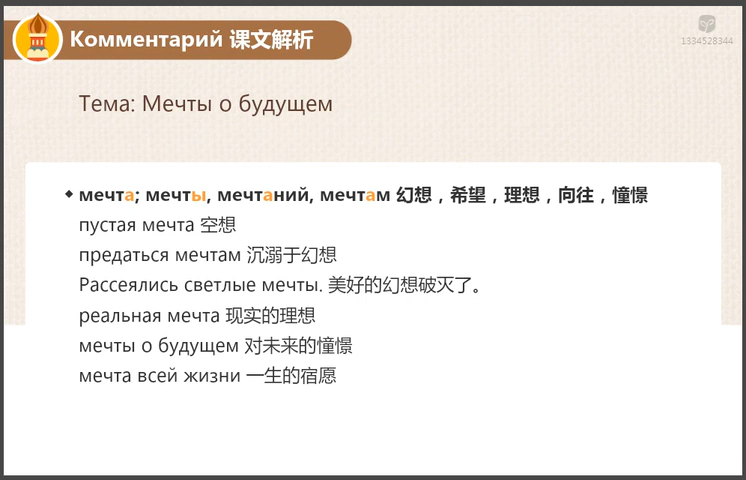 Комментарий 课文解析
1334528344
Тема: Мечты о будущем
мечта; мечты, мечтаний, мечтам 幻想，希望，理想，向往，憧憬
пустая мечта 空想
предаться мечтам 沉溺于幻想
Рассеялись светлые мечты. 美好的幻想破灭了。
реальная мечта 现实的理想
мечты о будущем 对未来的憧憬
мечта всей жизни 一生的宿愿